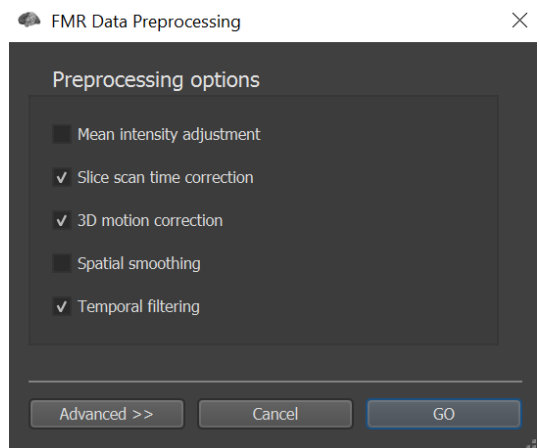 FMR Data Preprocessing
Preprocessing options
Mean intensity adjustment
Slice scan time correction
3D motion correction
Spatial smoothing
Temporal filtering
Advanced >> Cancel GO